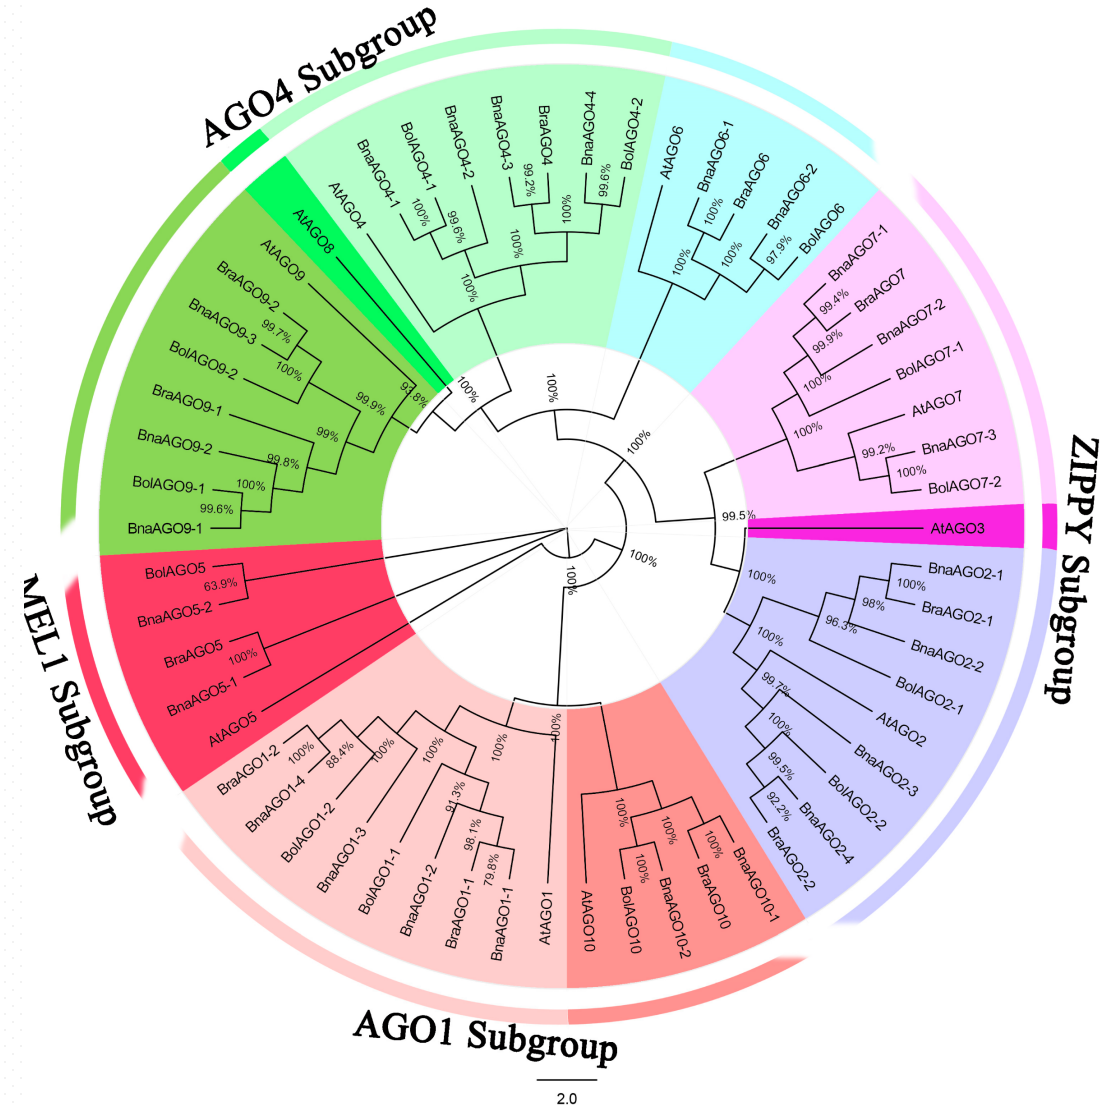 AGO4 Subgroup
ZIPPY Subgroup
AGO1 Subgroup
MEL1 Subgroup
AtAGO4
BnaAGO4-1
BolAGO4-1
BnaAGO4-2
BnaAGO4-3
BraAGO4
BnaAGO4-4
BolAGO4-2
AtAGO6
BnaAGO6-1
BraAGO6
BnaAGO6-2
BolAGO6
BnaAGO7-1
BraAGO7
BnaAGO7-2
BolAGO7-1
AtAGO7
BnaAGO7-3
BolAGO7-2
AtAGO3
BnaAGO2-1
BraAGO2-1
BnaAGO2-2
BolAGO2-1
AtAGO2
BnaAGO2-3
BolAGO2-2
BnaAGO2-4
BraAGO2-2
BnaAGO10-1
BraAGO10
BnaAGO10-2
BolAGO10
AtAGO10
AtAGO1
BnaAGO1-1
BraAGO1-1
BnaAGO1-2
BolAGO1-1
BnaAGO1-3
BolAGO1-2
BnaAGO1-4
BraAGO1-2
AtAGO5
BnaAGO5-1
BraAGO5
BnaAGO5-2
BolAGO5
BnaAGO9-1
BolAGO9-1
BnaAGO9-2
BraAGO9-1
BolAGO9-2
BnaAGO9-3
BraAGO9-2
AtAGO9
AtAGO8
100%
99.6%
100%
100%
99.2%
100%
99.6%
100%
100%
100%
97.9%
99.4%
99.9%
100%
100%
99.2%
100%
99.5%
100%
100%
98%
96.3%
100%
99.7%
100%
99.5%
92.2%
100%
100%
100%
100%
100%
79.8%
98.1%
91.3%
100%
100%
100%
88.4%
100%
100%
63.9%
99.6%
100%
99.8%
99%
99.9%
100%
99.7%
93.8%
100%
100%
100%
100%
100%
2.0